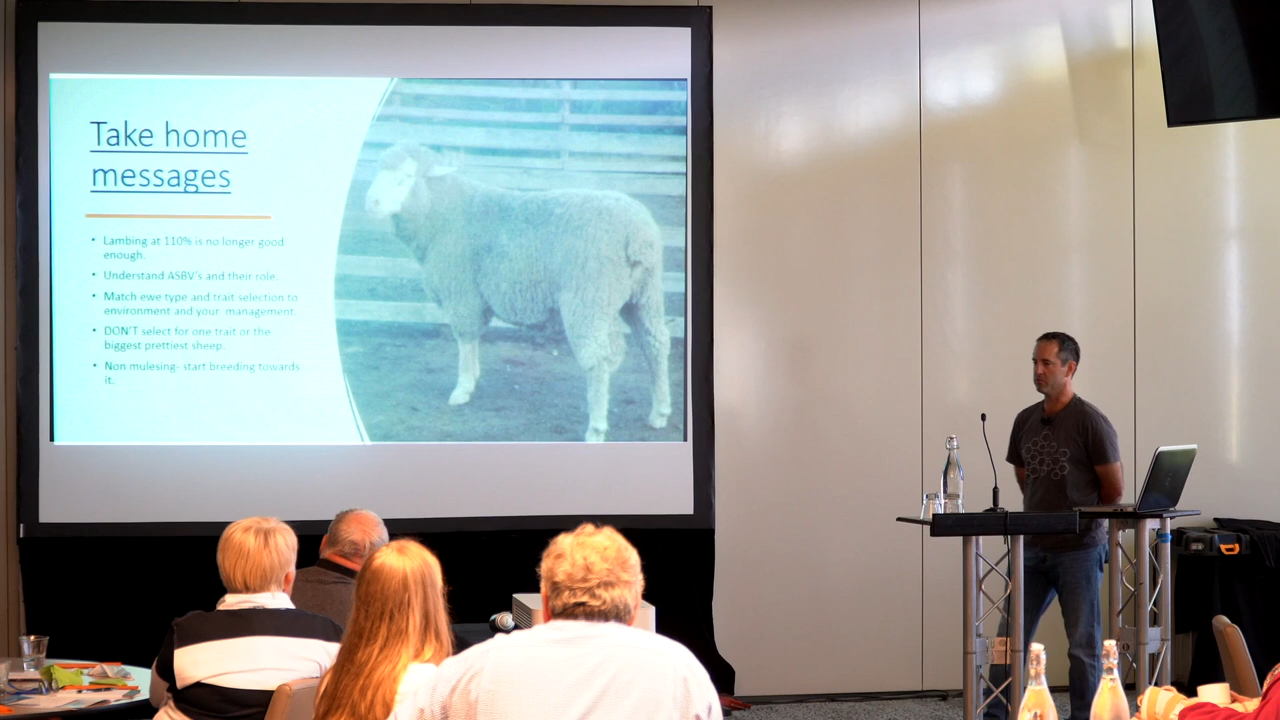 Take home
messages
• Lambing at 110% is no longer good
enough.
• Understand ASBV's and their role.
• Match ewe type and trait selection to
environment and your management.
• DON'T select for one trait or the
biggest prettiest sheep.
• Non mulesing- start breeding towards
it.